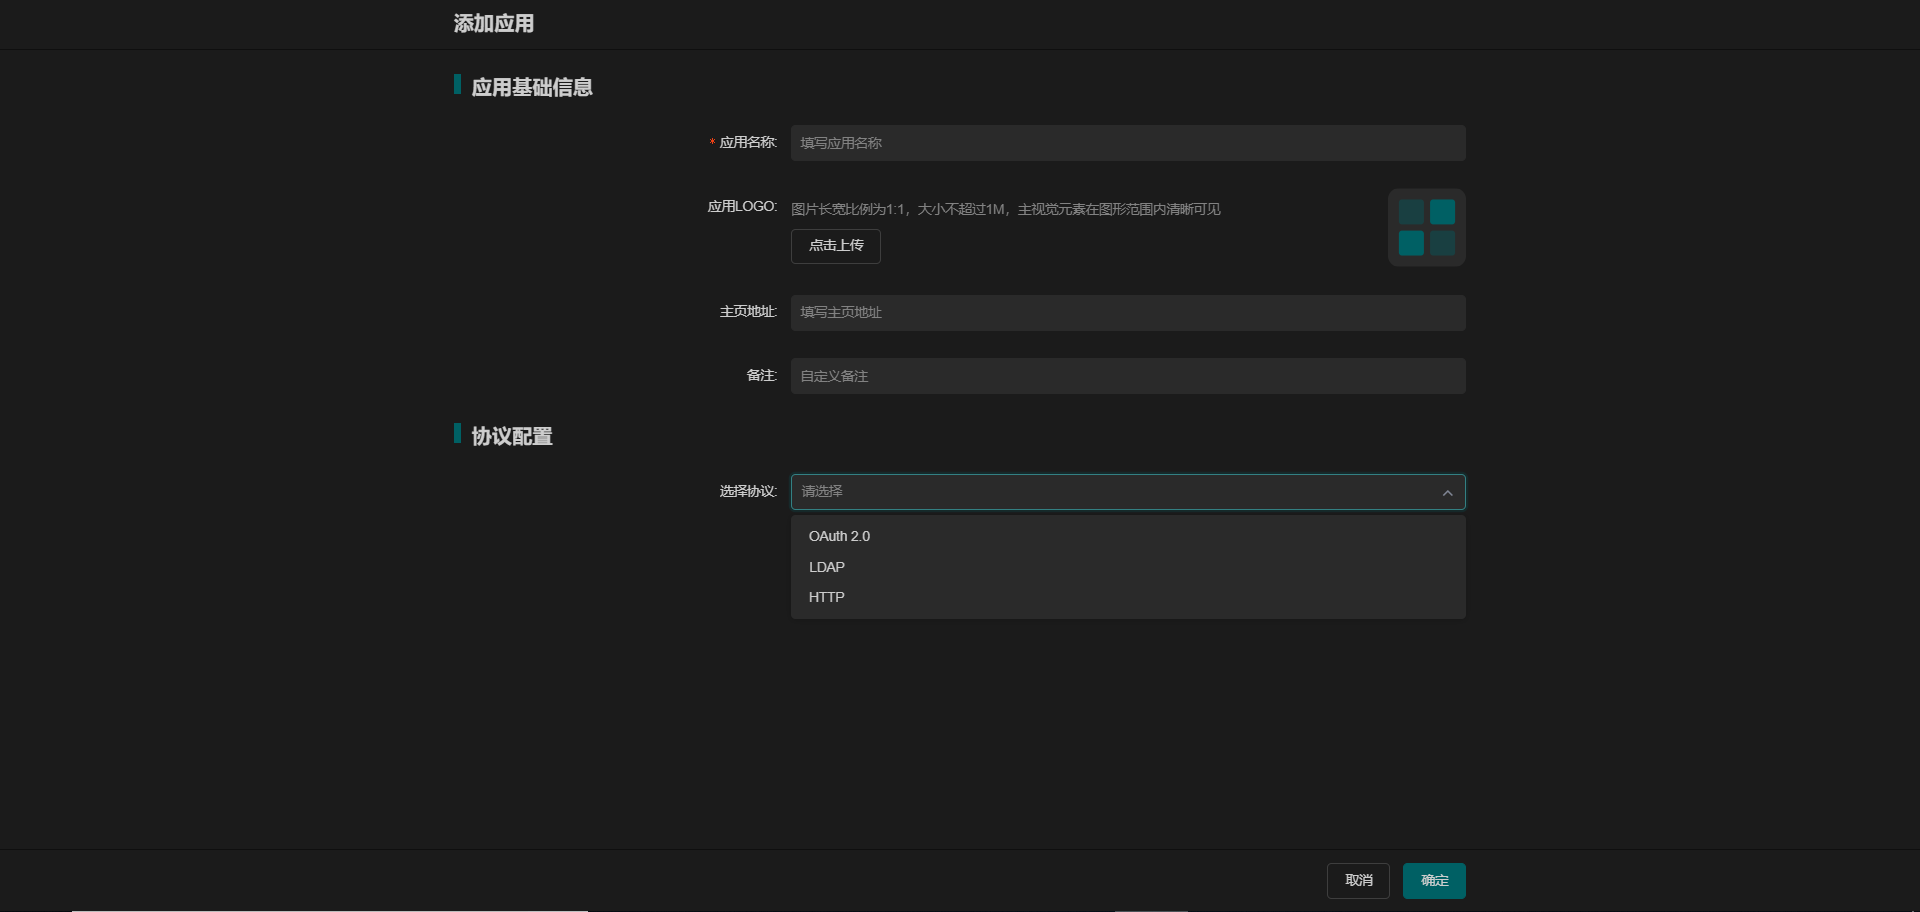 添加应用
应用基础信息
* 应用名称: 填写应用名称
应用LOGO: 图片长宽比例为1:1，大小不超过1M，主视觉元素在图形范围内清晰可见
点击上传
主页地址: 填写主页地址
备注: 自定义备注
协议配置
选择协议: 请选择
OAuth 2.0
LDAP
HTTP
取消 确定